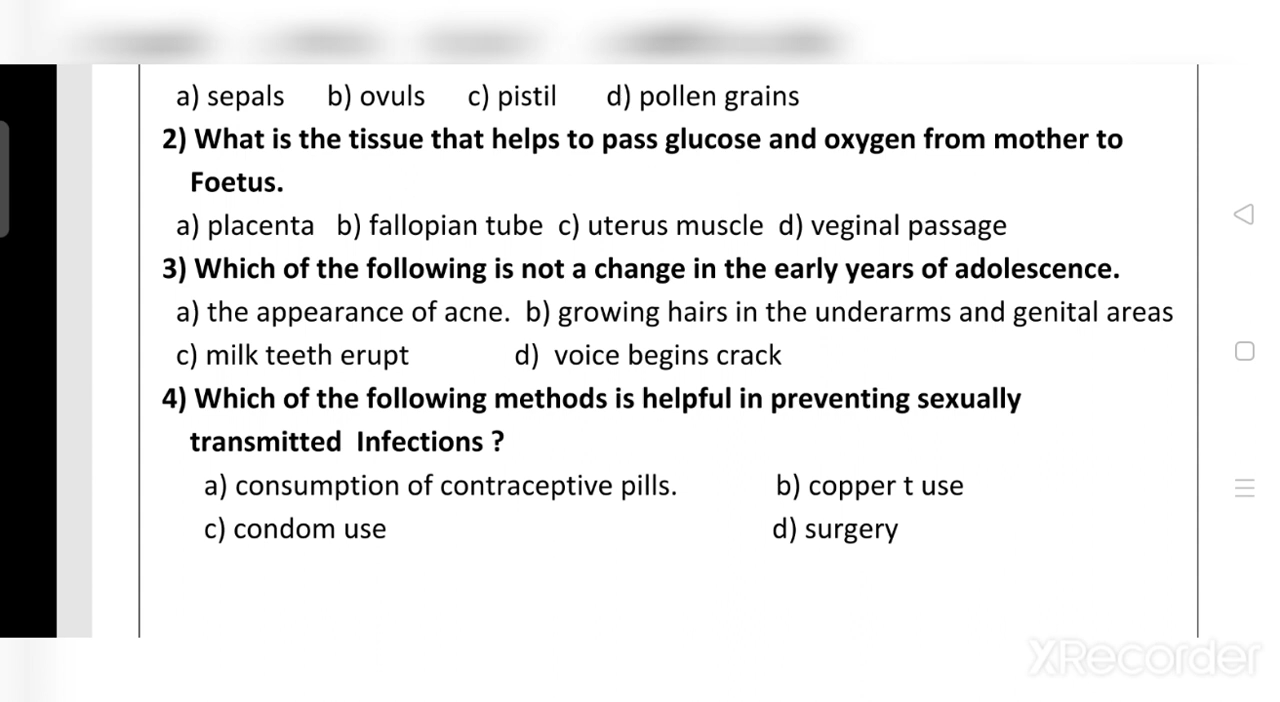 a) sepals b) ovuls c) pistil d) pollen grains
2) What is the tissue that helps to pass glucose and oxygen from mother to
Foetus.
a) placenta b) fallopian tube c) uterus muscle d) veginal passage
3) Which of the following is not a change in the early years of adolescence.
a) the appearance of acne. b) growing hairs in the underarms and genital areas
c) milk teeth erupt d) voice begins crack
4) Which of the following methods is helpful in preventing sexually
transmitted Infections ?
a) consumption of contraceptive pills. b) copper t use
c) condom use d) surgery
XRecorder